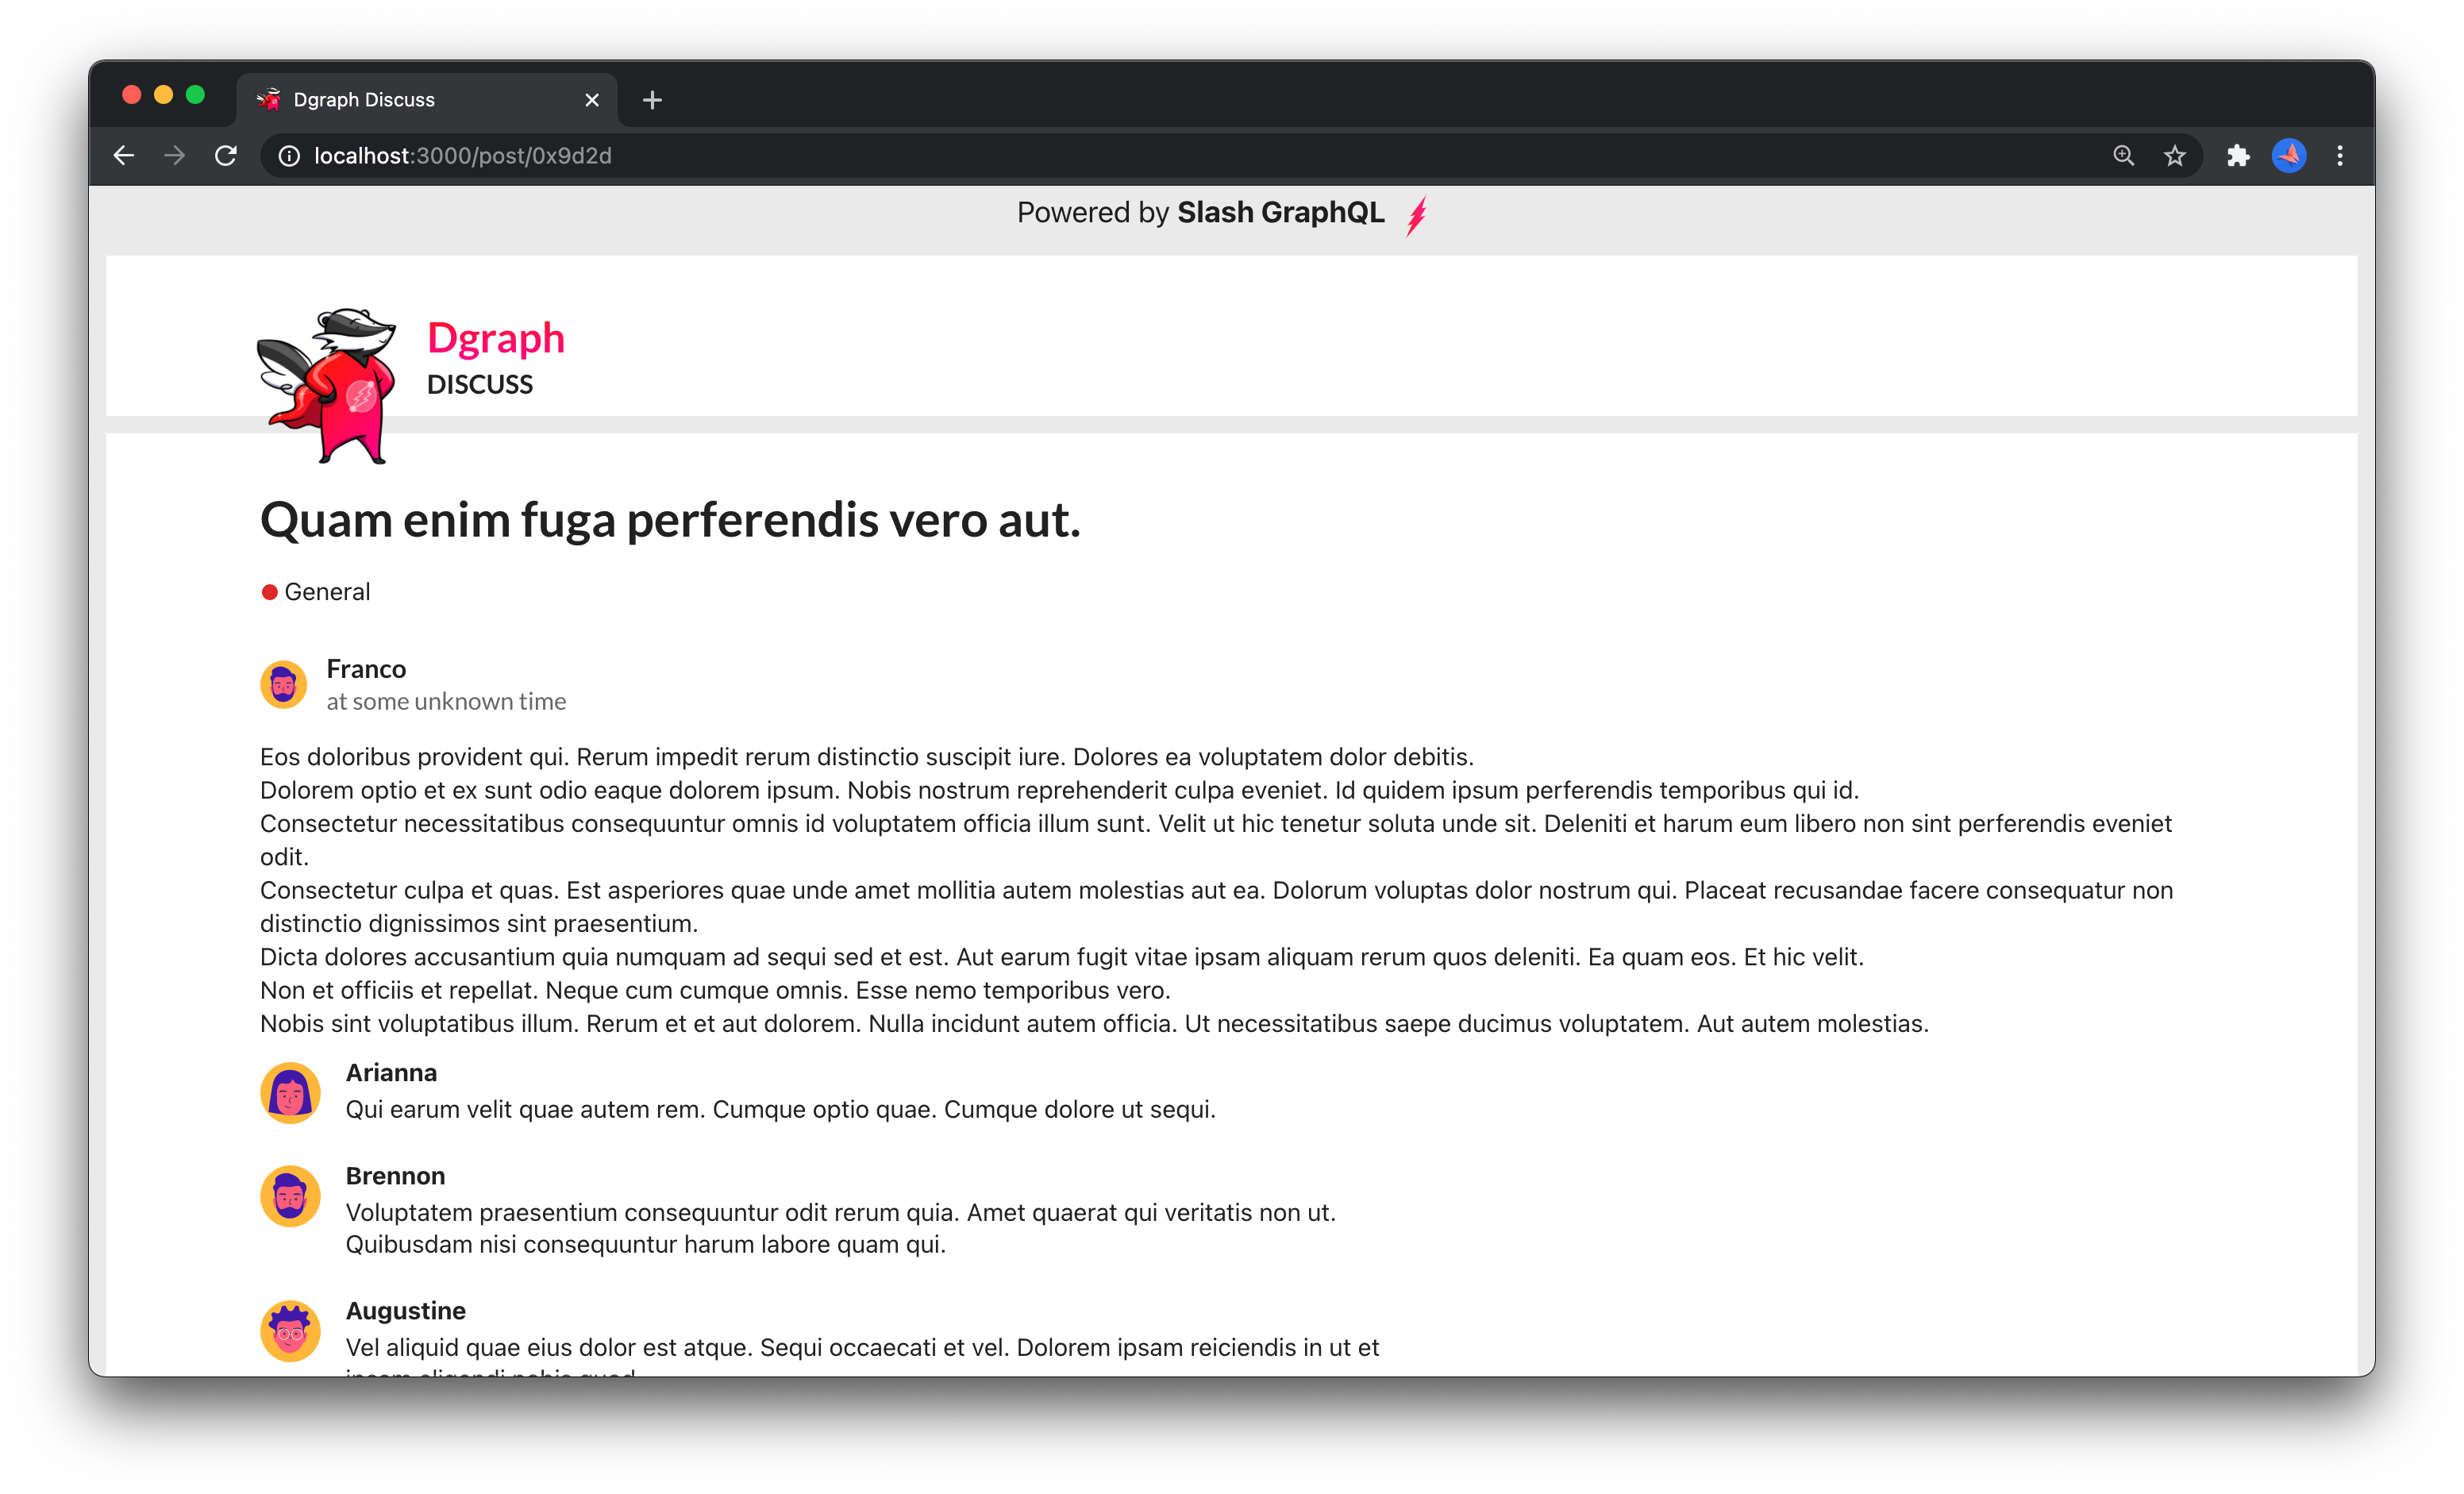 Dgraph Discuss
localhost:3000/post/0x9d2d
Powered by Slash GraphQL
Dgraph
DISCUSS
Quam enim fuga perferendis vero aut.
General
Franco
at some unknown time
Eos doloribus provident qui. Rerum impedit rerum distinctio suscipit iure. Dolores ea voluptatem dolor debitis.
Dolorem optio et ex sunt odio eaque dolorem ipsum. Nobis nostrum reprehenderit culpa eveniet. Id quidem ipsum perferendis temporibus qui id.
Consectetur necessitatibus consequuntur omnis id voluptatem officia illum sunt. Velit ut hic tenetur soluta unde sit. Deleniti et harum eum libero non sint perferendis eveniet
odit.
Consectetur culpa et quas. Est asperiores quae unde amet mollitia autem molestias aut ea. Dolorum voluptas dolor nostrum qui. Placeat recusandae facere consequatur non
distinctio dignissimos sint praesentium.
Dicta dolores accusantium quia numquam ad sequi sed et est. Aut earum fugit vitae ipsam aliquam rerum quos deleniti. Ea quam eos. Et hic velit.
Non et officiis et repellat. Neque cum cumque omnis. Esse nemo temporibus vero.
Nobis sint voluptatibus illum. Rerum et et aut dolorem. Nulla incidunt autem officia. Ut necessitatibus saepe ducimus voluptatem. Aut autem molestias.
Arianna
Qui earum velit quae autem rem. Cumque optio quae. Cumque dolore ut sequi.
Brennon
Voluptatem praesentium consequuntur odit rerum quia. Amet quaerat qui veritatis non ut.
Quibusdam nisi consequuntur harum labore quam qui.
Augustine
Vel aliquid quae eius dolor est atque. Sequi occaecati et vel. Dolorem ipsam reiciendis in ut et